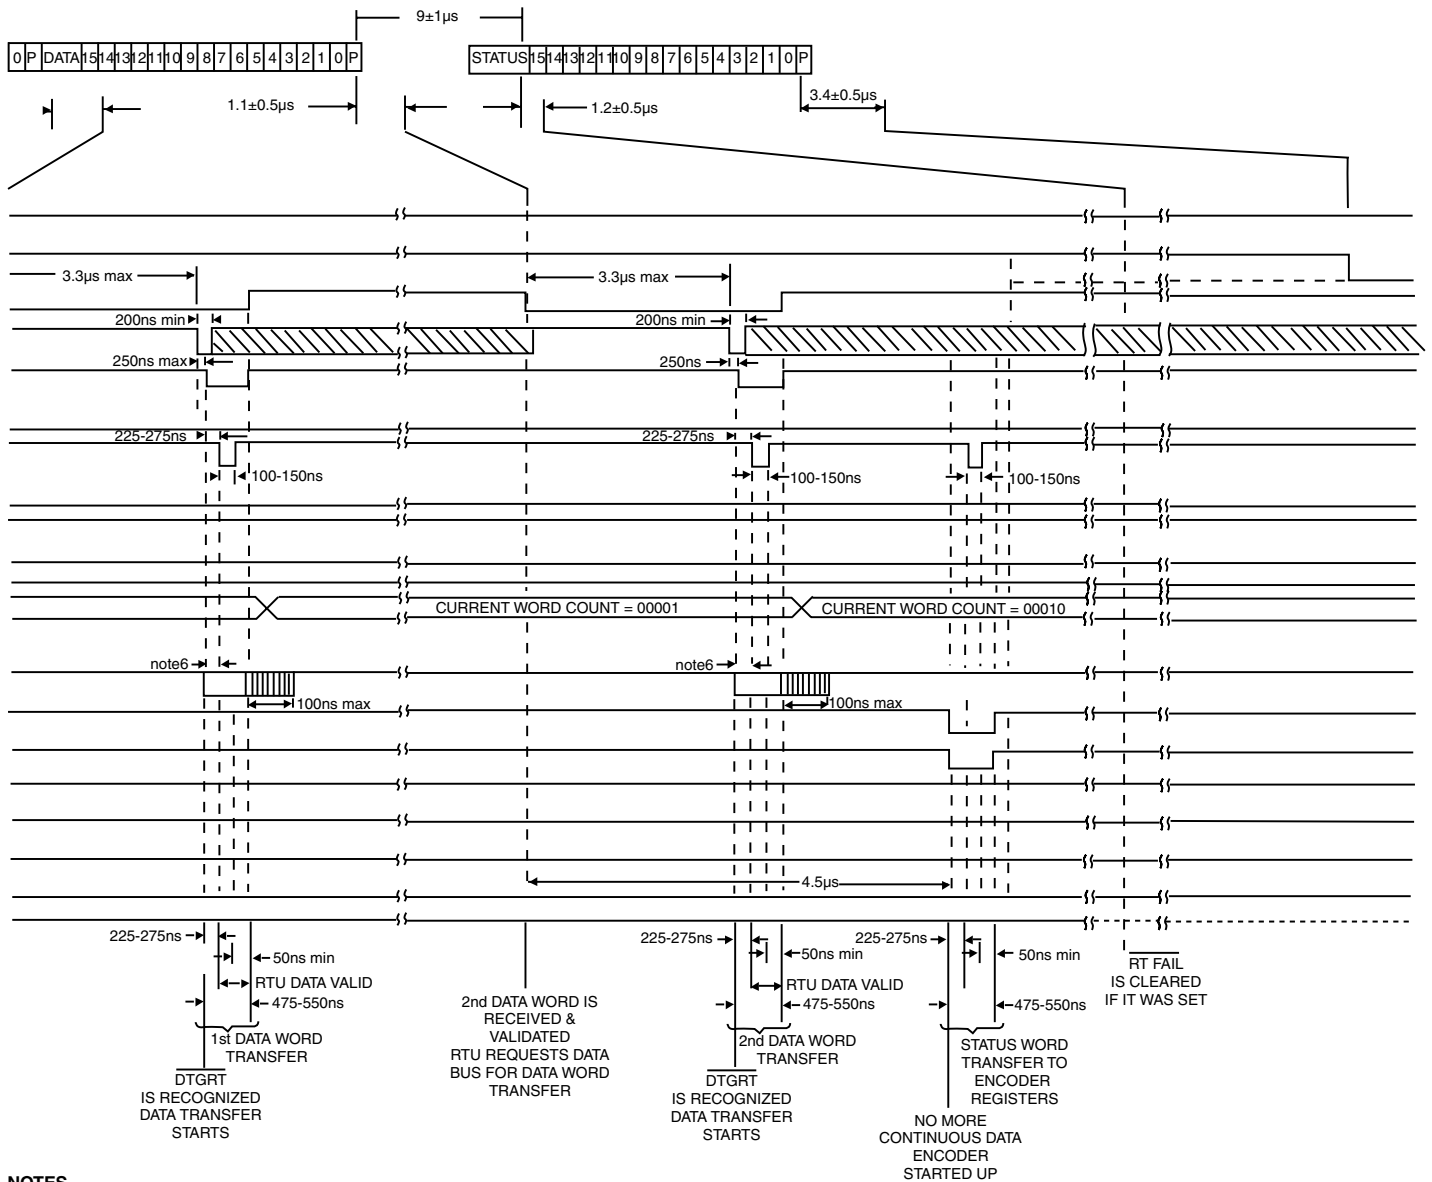 9±1µs
0 P DATA 15 14 13 12 11 10 9 8 7 6 5 4 3 2 1 0 P
STATUS 15 14 13 12 11 10 9 8 7 6 5 4 3 2 1 0 P
1.1±0.5µs
1.2±0.5µs
3.4±0.5µs
3.3µs max
3.3µs max
200ns min
200ns min
250ns max
250ns
225-275ns
225-275ns
100-150ns
100-150ns
100-150ns
CURRENT WORD COUNT = 00001
CURRENT WORD COUNT = 00010
note6
note6
100ns max
100ns max
4.5µs
225-275ns
50ns min
RTU DATA VALID
475-550ns
1st DATA WORD
TRANSFER
DTGRT
IS RECOGNIZED
DATA TRANSFER
STARTS
2nd DATA WORD IS
RECEIVED &
VALIDATED
RTU REQUESTS DATA
BUS FOR DATA WORD
TRANSFER
225-275ns
50ns min
RTU DATA VALID
475-550ns
2nd DATA WORD
TRANSFER
DTGRT
IS RECOGNIZED
DATA TRANSFER
STARTS
225-275ns
50ns min
475-550ns
STATUS WORD
TRANSFER TO
ENCODER
REGISTERS
NO MORE
CONTINUOUS DATA
ENCODER
STARTED UP
RT FAIL
IS CLEARED
IF IT WAS SET
NOTES